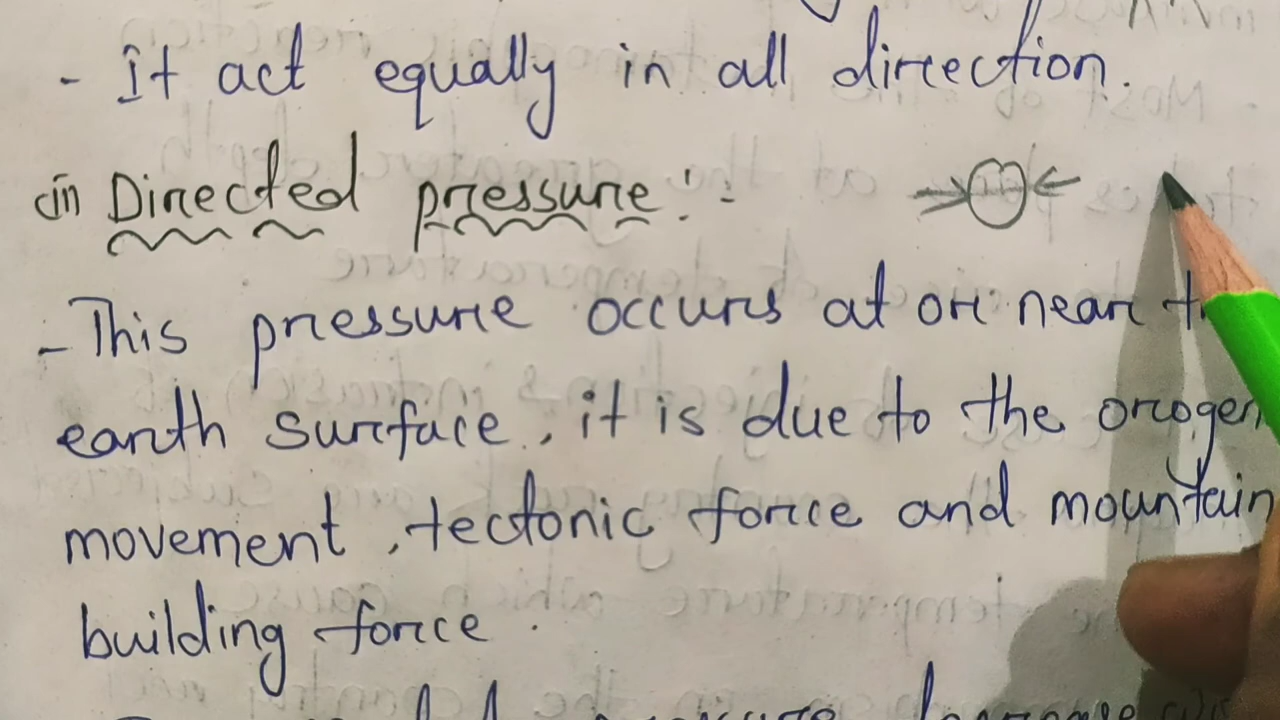 - It act equally in all direction.
(ii) Directed pressure :-
- This pressure occurs at or near
earth surface, it is due to the orogen
movement, tectonic force and mountain
building force.